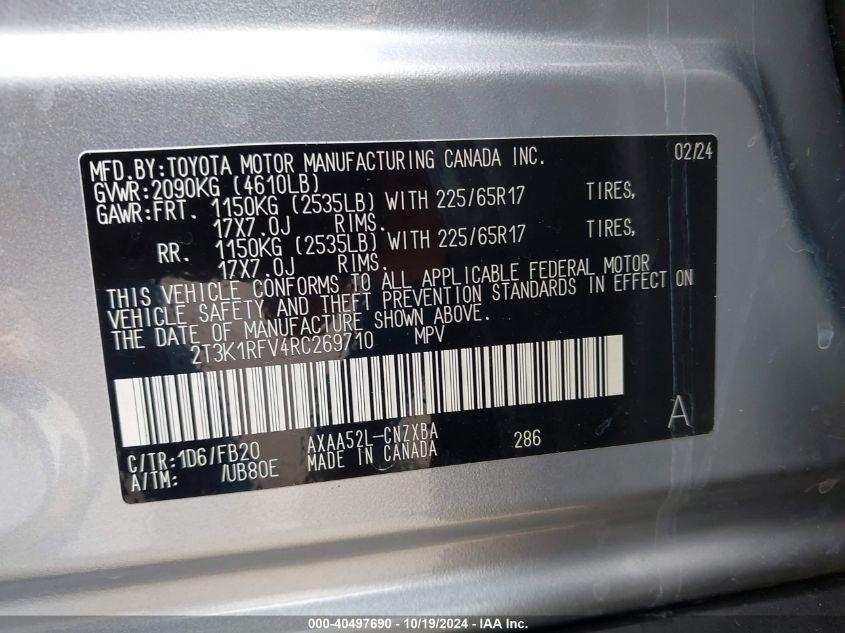 MFD.BY:TOYOTA MOTOR MANUFACTURING CANADA INC. 02/24
GVWR:2090KG (4610LB)
GAWR:FRT. 1150KG (2535LB) WITH 225/65R17 TIRES,
17X7.0J RIMS.
RR. 1150KG (2535LB) WITH 225/65R17 TIRES,
17X7.0J RIMS.
THIS VEHICLE CONFORMS TO ALL APPLICABLE FEDERAL MOTOR
VEHICLE SAFETY AND THEFT PREVENTION STANDARDS IN EFFECT ON
THE DATE OF MANUFACTURE SHOWN ABOVE.
2T3K1RFV4RC269710 MPV
A
C/TR:1D6/FB20 AXAA52L-CNZXBA 286
A/TM: /UB80E MADE IN CANADA
000-40497690 - 10/19/2024 - IAA Inc.